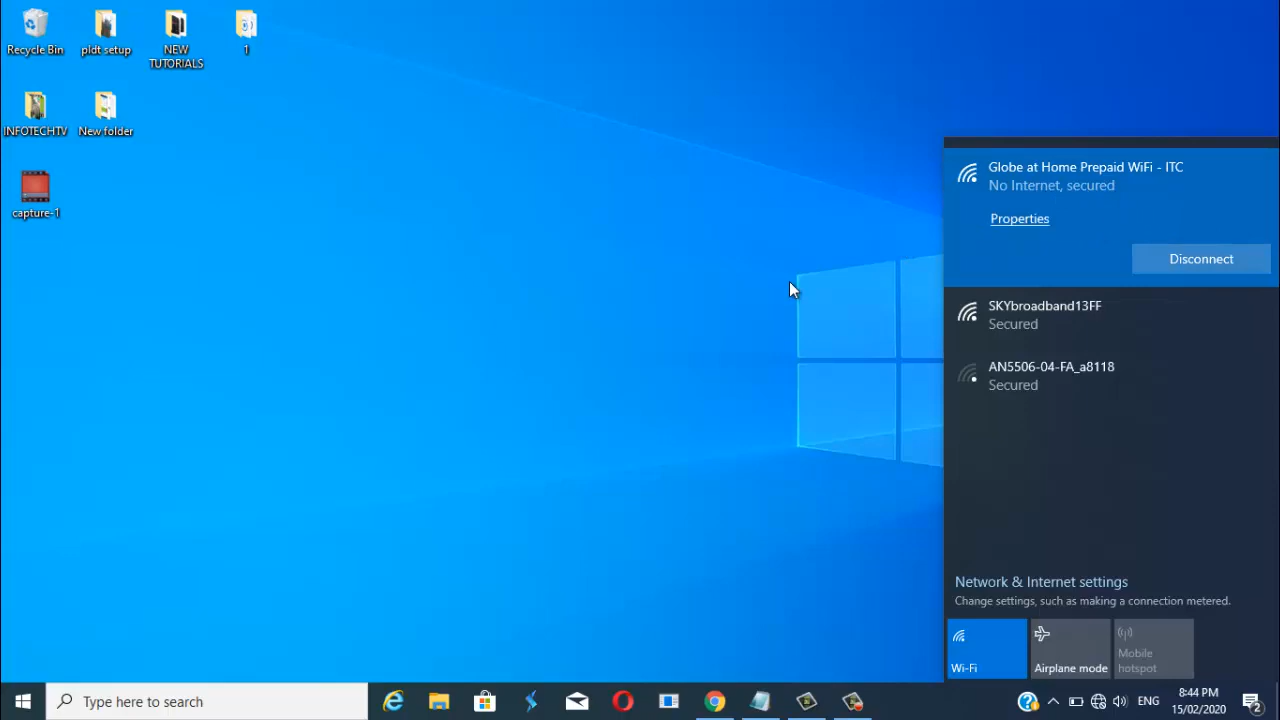 Recycle Bin
pldt setup
NEW
TUTORIALS
1
INFOTECHTV
New folder
capture-1
Globe at Home Prepaid WiFi - ITC
No Internet, secured
Properties
Disconnect
SKYbroadband13FF
Secured
AN5506-04-FA_a8118
Secured
Network & Internet settings
Change settings, such as making a connection metered.
Wi-Fi
Airplane mode
Mobile
hotspot
Type here to search
ENG
8:44 PM
15/02/2020
2